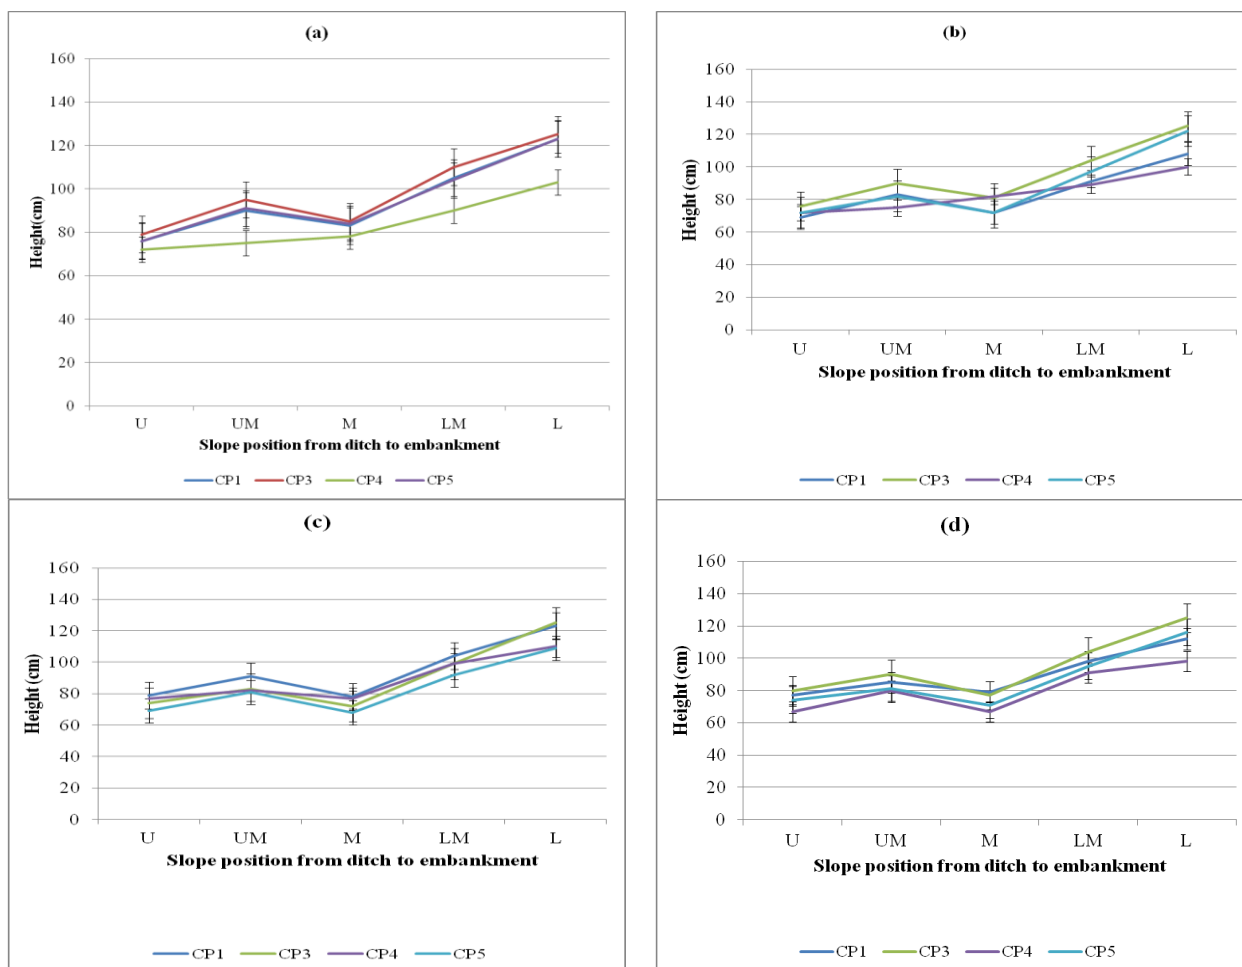 (a)
160
140
120
100
80
60
40
20
0
Height(cm)
U UM M LM L
Slope position from ditch to embankment
CP1 CP3 CP4 CP5
(b)
160
140
120
100
80
60
40
20
0
Height (cm)
U UM M LM L
Slope position from ditch to embankment
CP1 CP3 CP4 CP5
(c)
160
140
120
100
80
60
40
20
0
Height (cm)
U UM M LM L
Slope position from ditch to embankment
CP1 CP3 CP4 CP5
(d)
160
140
120
100
80
60
40
20
0
Height (cm)
U UM M LM L
Slope position from ditch to embankment
CP1 CP3 CP4 CP5